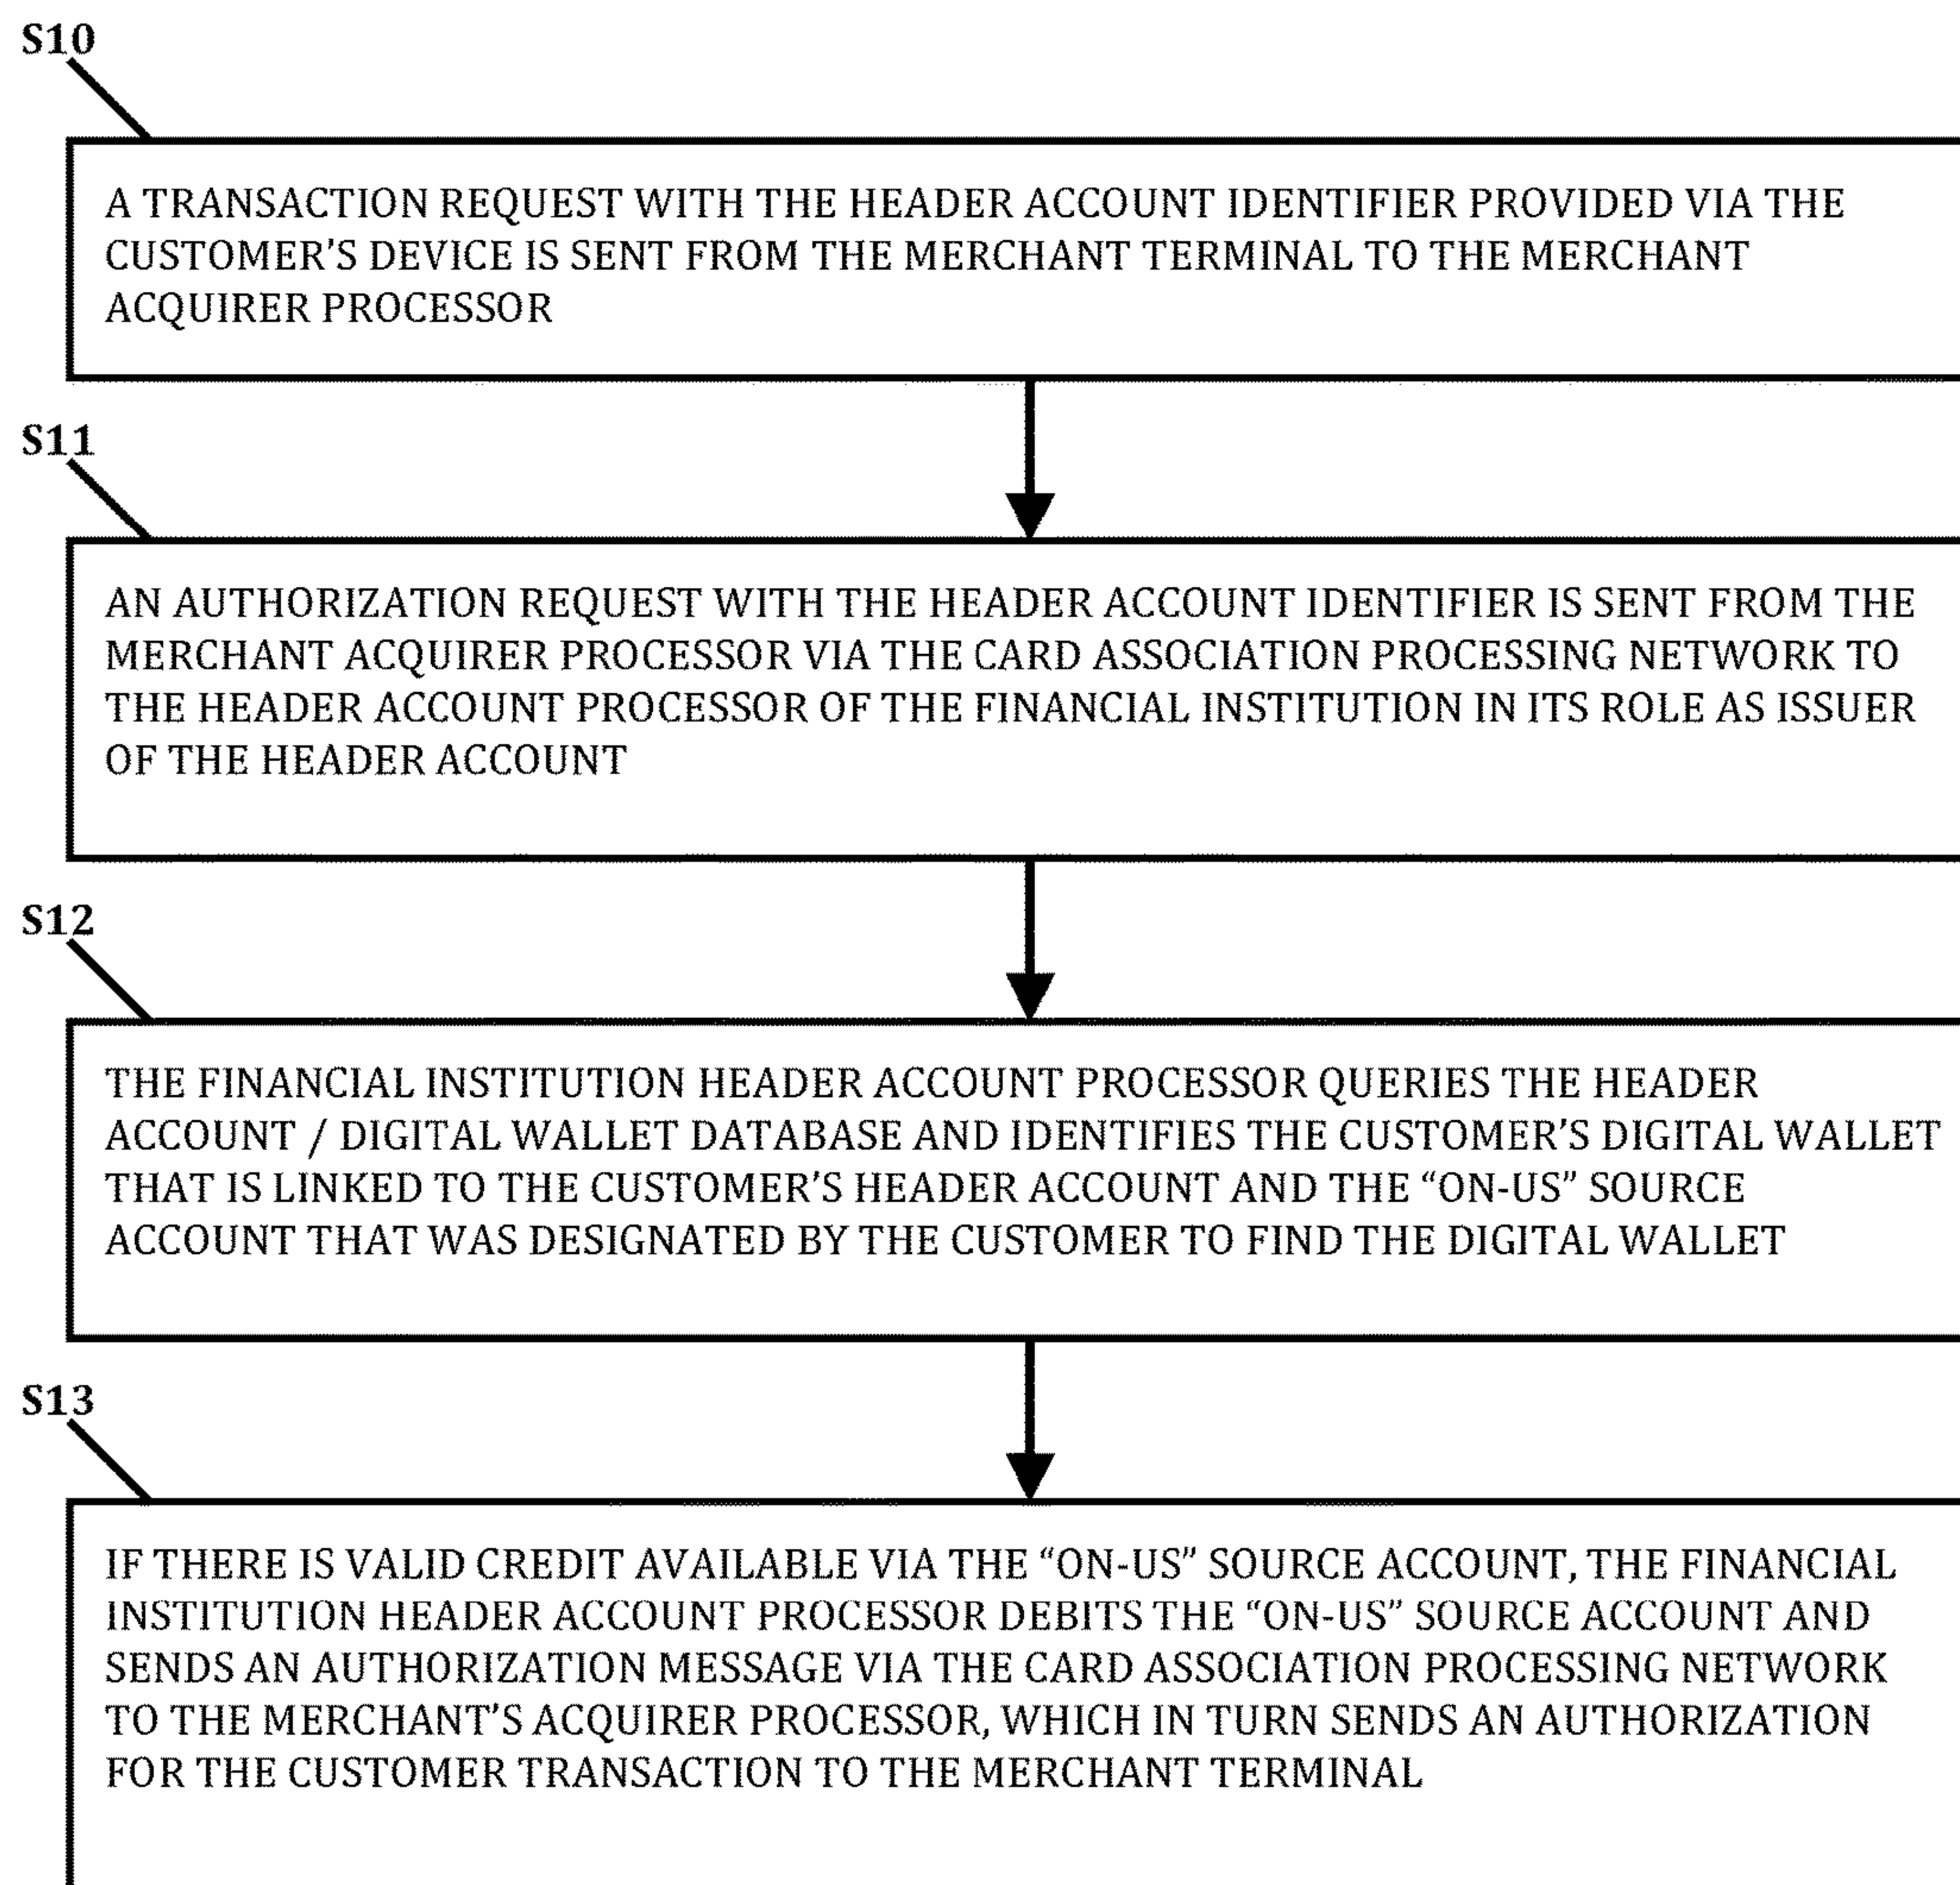 S10
A TRANSACTION REQUEST WITH THE HEADER ACCOUNT IDENTIFIER PROVIDED VIA THE
CUSTOMER’S DEVICE IS SENT FROM THE MERCHANT TERMINAL TO THE MERCHANT
ACQUIRER PROCESSOR
S11
AN AUTHORIZATION REQUEST WITH THE HEADER ACCOUNT IDENTIFIER IS SENT FROM THE
MERCHANT ACQUIRER PROCESSOR VIA THE CARD ASSOCIATION PROCESSING NETWORK TO
THE HEADER ACCOUNT PROCESSOR OF THE FINANCIAL INSTITUTION IN ITS ROLE AS ISSUER
OF THE HEADER ACCOUNT
S12
THE FINANCIAL INSTITUTION HEADER ACCOUNT PROCESSOR QUERIES THE HEADER
ACCOUNT / DIGITAL WALLET DATABASE AND IDENTIFIES THE CUSTOMER’S DIGITAL WALLET
THAT IS LINKED TO THE CUSTOMER’S HEADER ACCOUNT AND THE “ON-US” SOURCE
ACCOUNT THAT WAS DESIGNATED BY THE CUSTOMER TO FIND THE DIGITAL WALLET
S13
IF THERE IS VALID CREDIT AVAILABLE VIA THE “ON-US” SOURCE ACCOUNT, THE FINANCIAL
INSTITUTION HEADER ACCOUNT PROCESSOR DEBITS THE “ON-US” SOURCE ACCOUNT AND
SENDS AN AUTHORIZATION MESSAGE VIA THE CARD ASSOCIATION PROCESSING NETWORK
TO THE MERCHANT’S ACQUIRER PROCESSOR, WHICH IN TURN SENDS AN AUTHORIZATION
FOR THE CUSTOMER TRANSACTION TO THE MERCHANT TERMINAL